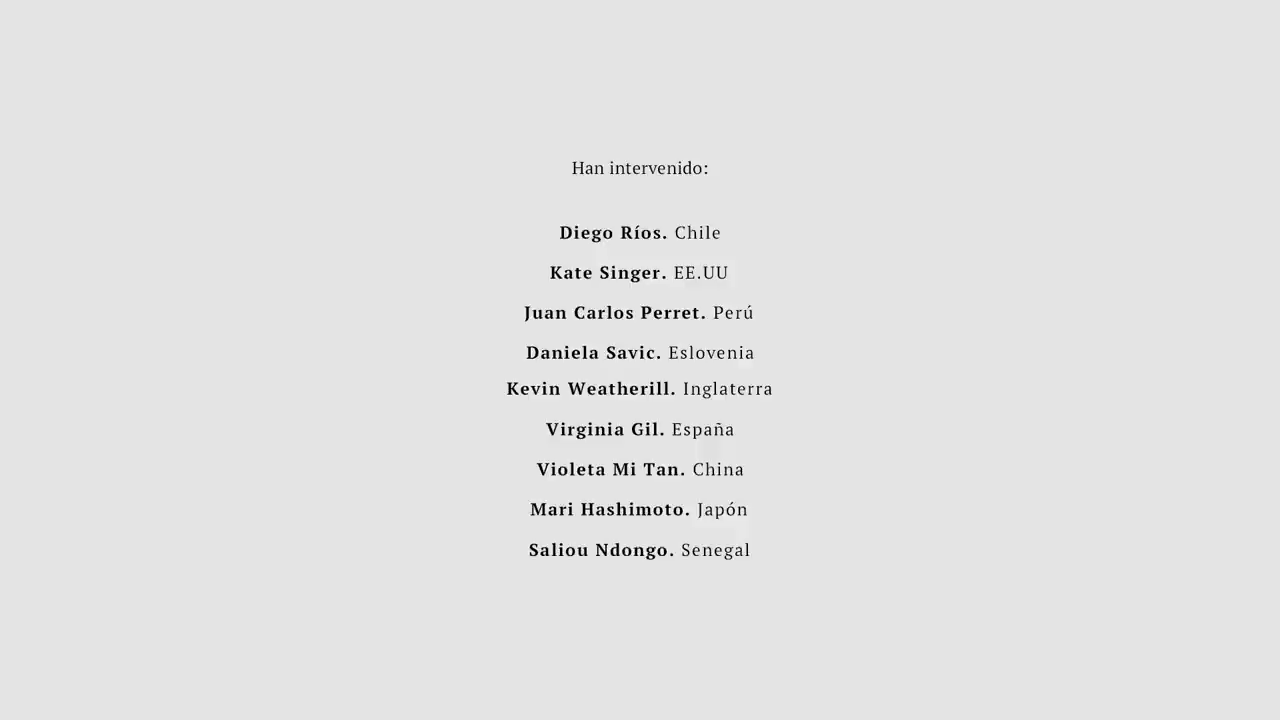 Han intervenido:
Diego Ríos. Chile
Kate Singer. EE.UU
Juan Carlos Perret. Perú
Daniela Savic. Eslovenia
Kevin Weatherill. Inglaterra
Virginia Gil. España
Violeta Mi Tan. China
Mari Hashimoto. Japón
Saliou Ndongo. Senegal